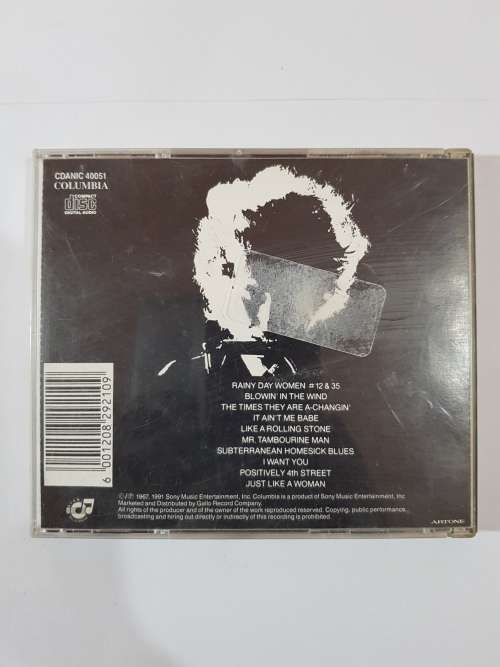 CDANIC 40051
COLUMBIA
COMPACT
disc
DIGITAL AUDIO
RAINY DAY WOMEN #12 & 35
BLOWIN' IN THE WIND
THE TIMES THEY ARE A-CHANGIN'
IT AIN'T ME BABE
LIKE A ROLLING STONE
MR. TAMBOURINE MAN
SUBTERRANEAN HOMESICK BLUES
I WANT YOU
POSITIVELY 4th STREET
JUST LIKE A WOMAN
6 001208 129210 9
Ⓒ/Ⓟ 1967, 1991 Sony Music Entertainment, Inc. Columbia is a product of Sony Music Entertainment, Inc
Marketed and Distributed by Gallo Record Company.
All rights of the producer and of the owner of the work reproduced reserved. Copying, public performance,
broadcasting and hiring out directly or indirectly of this recording is prohibited.
ARTONE